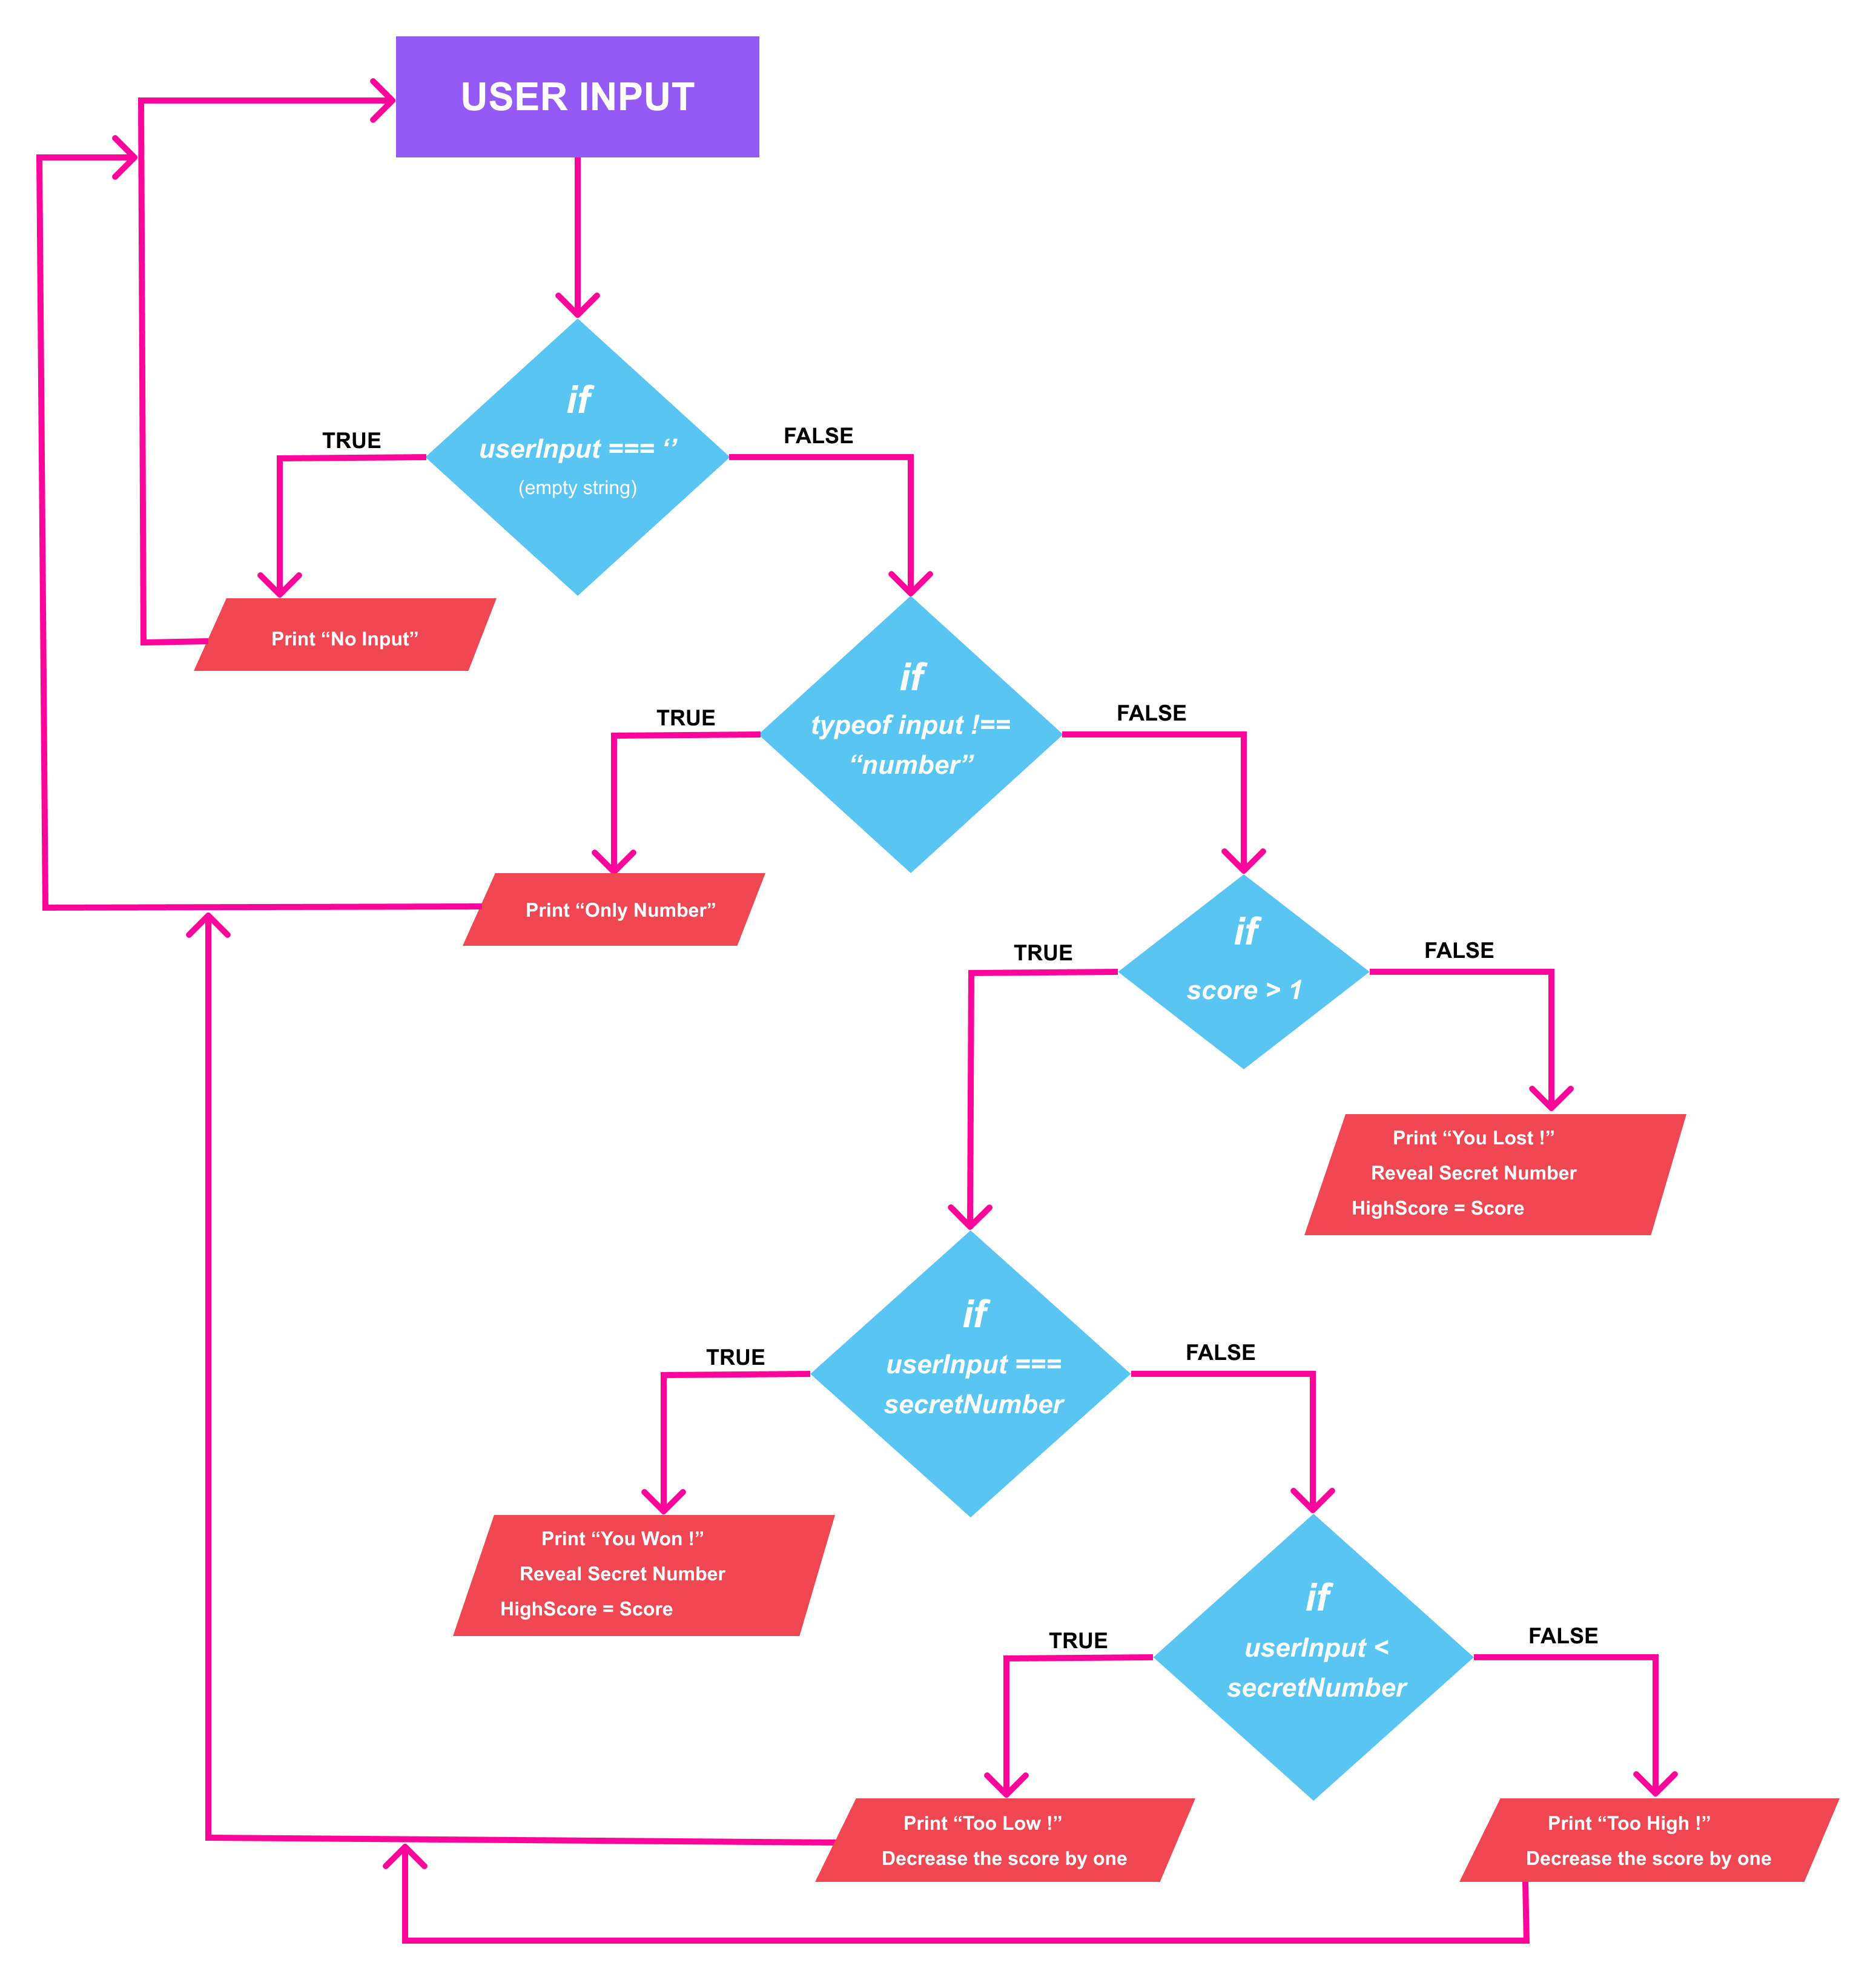 USER INPUT
if
userInput === ‘’
(empty string)
TRUE
FALSE
Print “No Input”
if
typeof input !==
“number”
TRUE
FALSE
Print “Only Number”
if
score > 1
TRUE
FALSE
Print “You Lost !”
Reveal Secret Number
HighScore = Score
if
userInput ===
secretNumber
TRUE
FALSE
Print “You Won !”
Reveal Secret Number
HighScore = Score
if
userInput <
secretNumber
TRUE
FALSE
Print “Too Low !”
Decrease the score by one
Print “Too High !”
Decrease the score by one